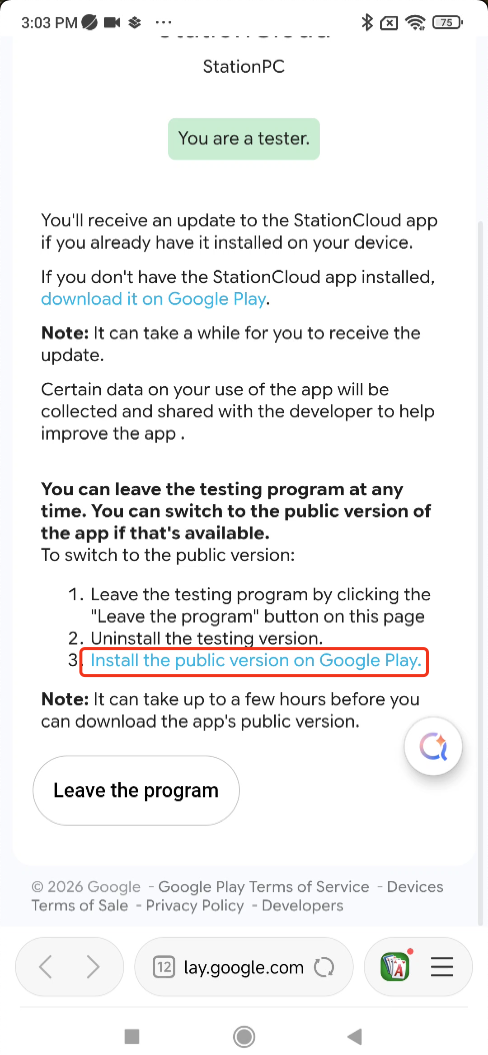 3:03 PM
75
StationPC
You are a tester.
You'll receive an update to the StationCloud app
if you already have it installed on your device.
If you don't have the StationCloud app installed,
download it on Google Play.
Note: It can take a while for you to receive the
update.
Certain data on your use of the app will be
collected and shared with the developer to help
improve the app .
You can leave the testing program at any
time. You can switch to the public version of
the app if that's available.
To switch to the public version:
1. Leave the testing program by clicking the
"Leave the program" button on this page
2. Uninstall the testing version.
3. Install the public version on Google Play.
Note: It can take up to a few hours before you
can download the app's public version.
Leave the program
© 2026 Google - Google Play Terms of Service - Devices
Terms of Sale - Privacy Policy - Developers
12 lay.google.com
A